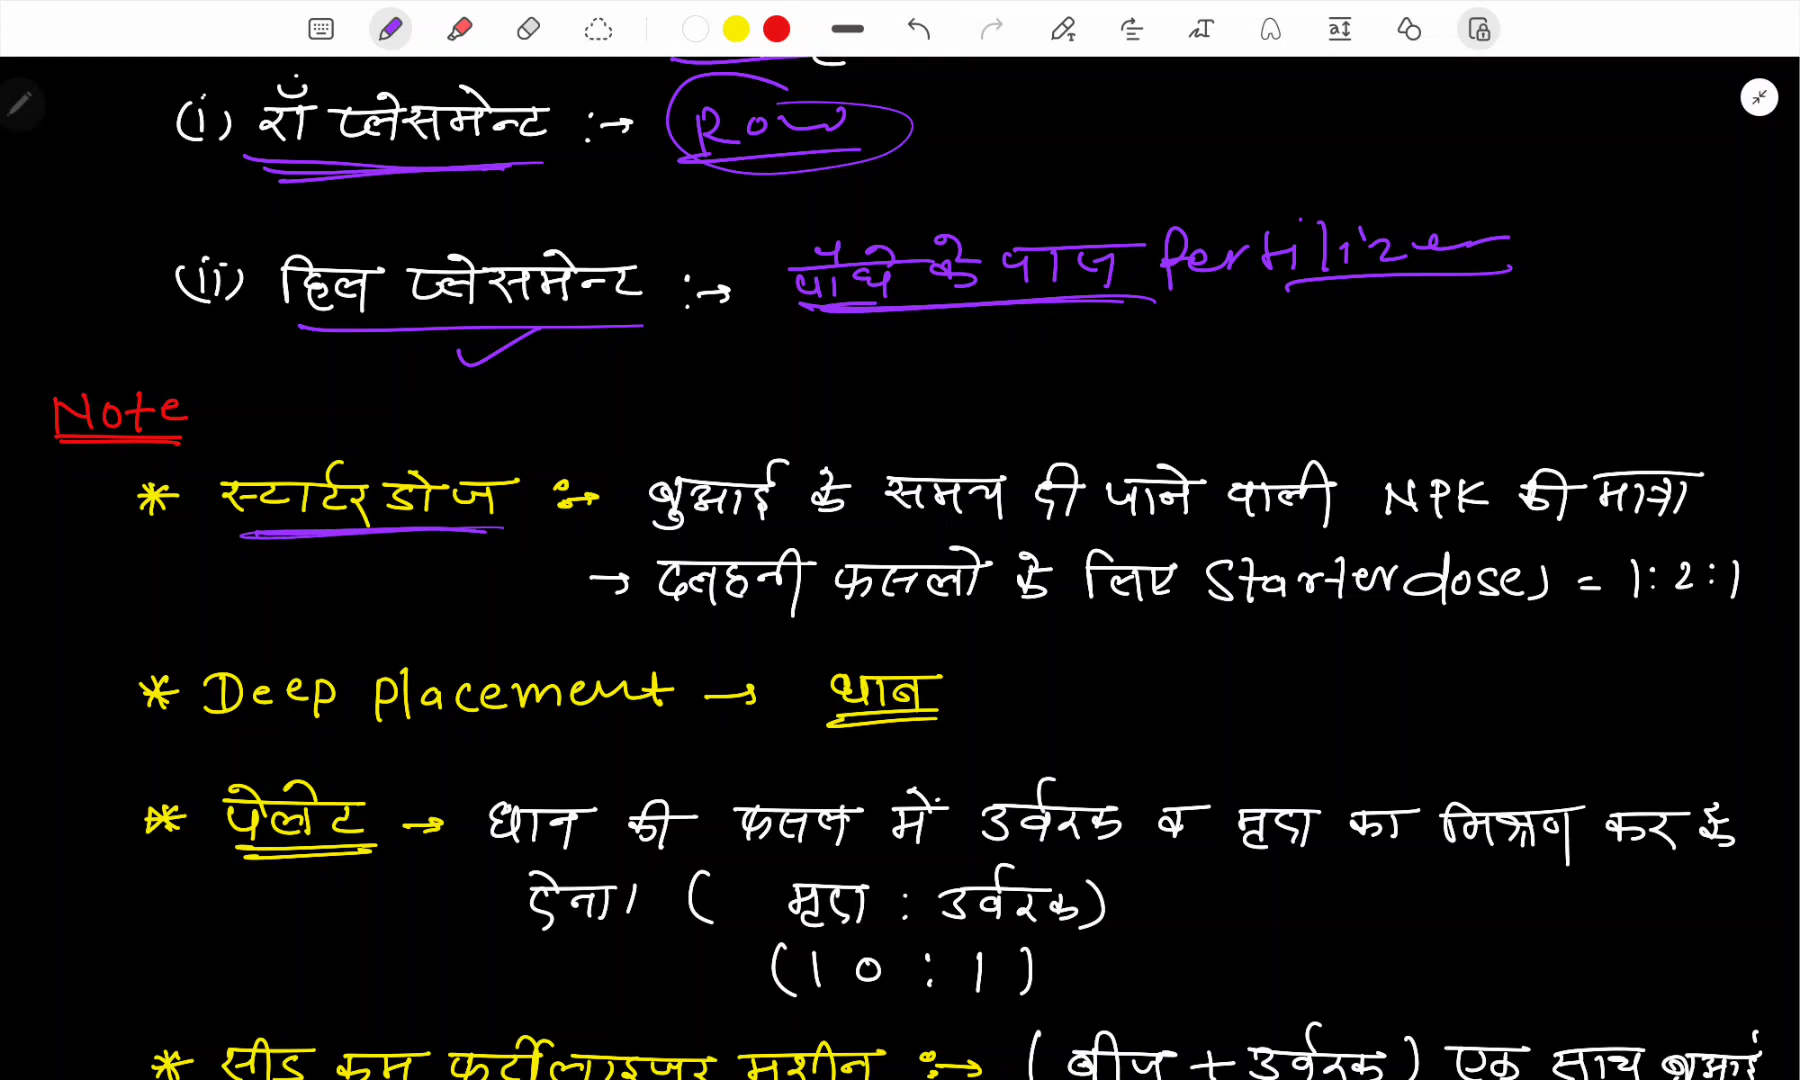 (i) रॉ प्लेसमेन्ट :→ Row
(ii) हिल प्लेसमेन्ट :→ पौधे के पास fertilizer
Note
* स्टार्टर डोज :→ बुआई के समय दी जाने वाली NPK की मात्रा
→ दलहनी फसलो के लिए Starter doses = 1:2:1
* Deep placement → धान
* पेलेट → धान की फसल में उर्वरक व मृदा का मिश्रण कर के
देना। ( मृदा : उर्वरक)
(10 : 1)
* सीड कम फर्टीलाइजर मशीन :→ (बीज + उर्वरक) एक साथ बुआई